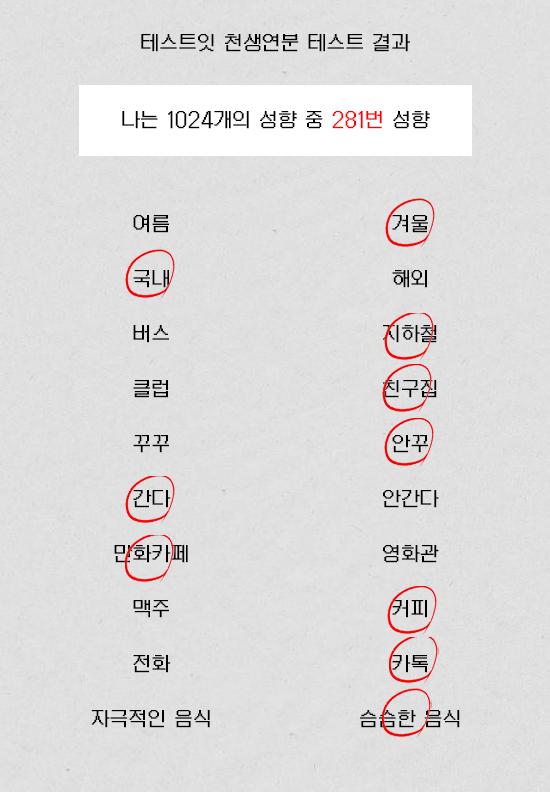 테스트잇 천생연분 테스트 결과
나는 1024개의 성향 중 281번 성향
여름 겨울
국내 해외
버스 지하철
클럽 친구집
꾸꾸 안꾸
간다 안간다
만화카페 영화관
맥주 커피
전화 카톡
자극적인 음식 슴슴한 음식